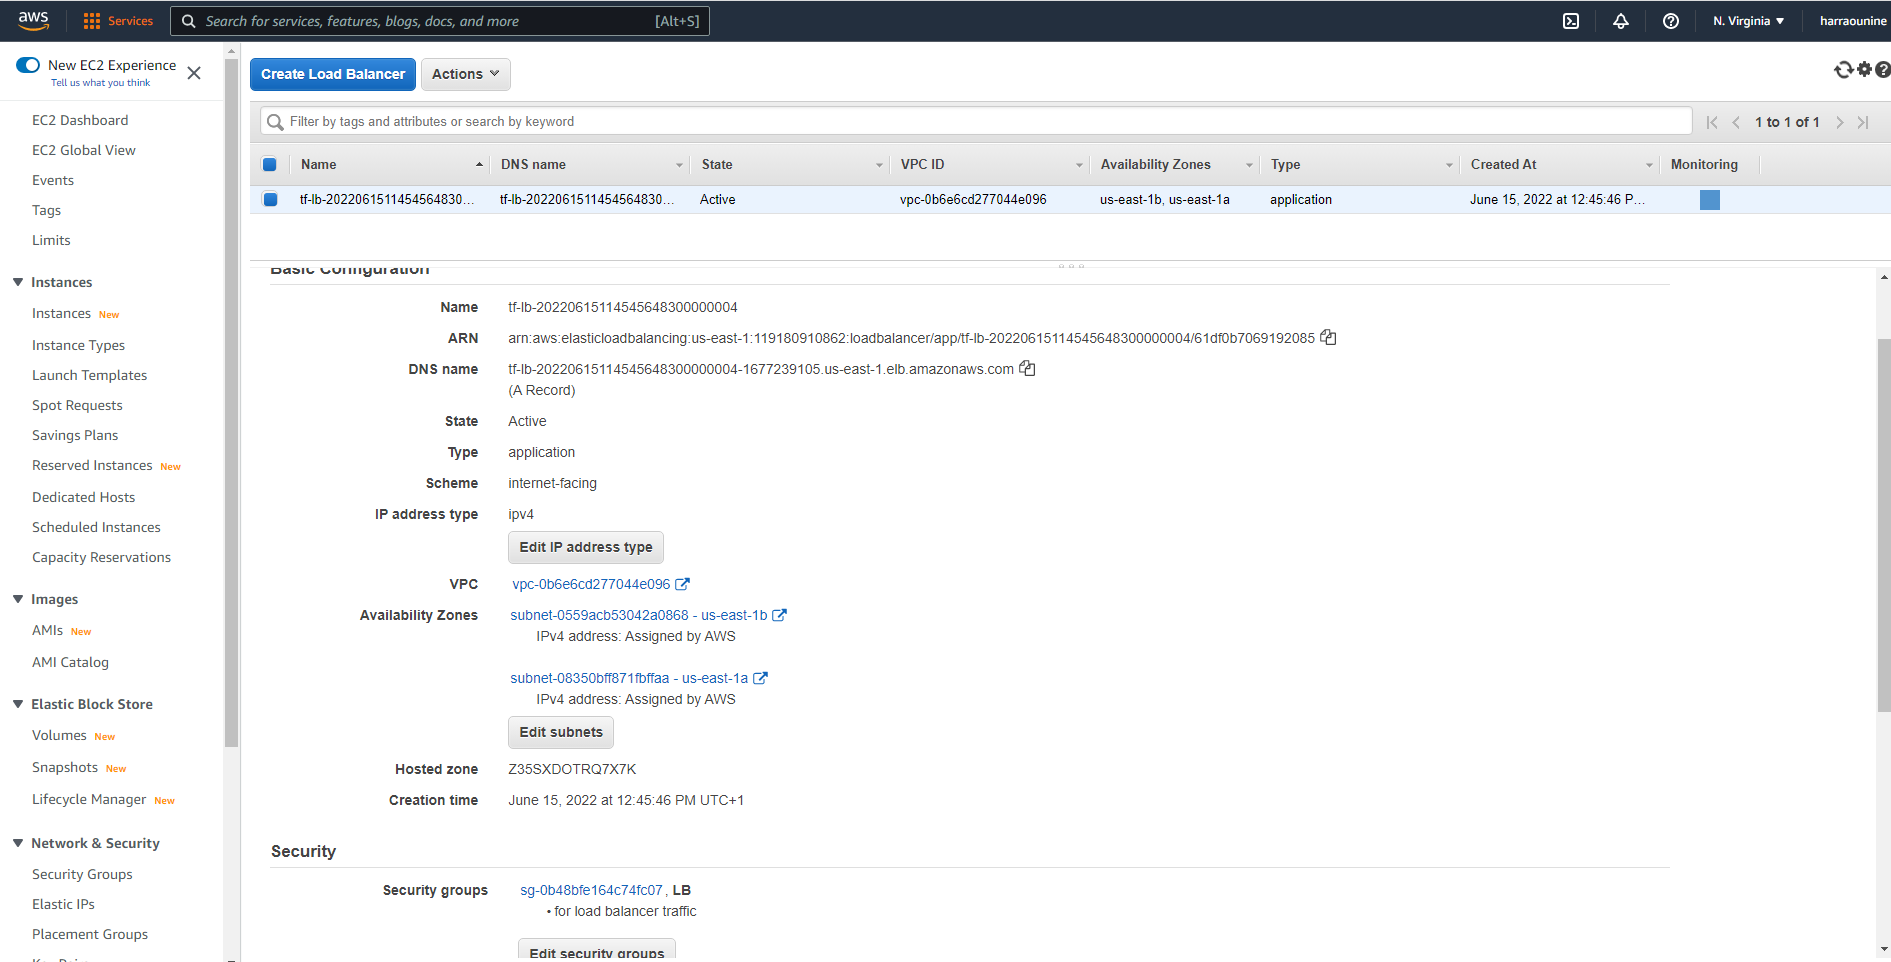 aws Services Search for services, features, blogs, docs, and more [Alt+S] N. Virginia harraounine
New EC2 Experience
Tell us what you think
EC2 Dashboard
EC2 Global View
Events
Tags
Limits
Instances
Instances New
Instance Types
Launch Templates
Spot Requests
Savings Plans
Reserved Instances New
Dedicated Hosts
Scheduled Instances
Capacity Reservations
Images
AMIs New
AMI Catalog
Elastic Block Store
Volumes New
Snapshots New
Lifecycle Manager New
Network & Security
Security Groups
Elastic IPs
Placement Groups
Create Load Balancer Actions
Filter by tags and attributes or search by keyword 1 to 1 of 1
Name DNS name State VPC ID Availability Zones Type Created At Monitoring
tf-lb-2022061511454564830... tf-lb-2022061511454564830... Active vpc-0b6e6cd277044e096 us-east-1b, us-east-1a application June 15, 2022 at 12:45:46 P...
Basic Configuration
Name tf-lb-20220615114545648300000004
ARN arn:aws:elasticloadbalancing:us-east-1:119180910862:loadbalancer/app/tf-lb-20220615114545648300000004/61df0b7069192085
DNS name tf-lb-20220615114545648300000004-1677239105.us-east-1.elb.amazonaws.com
(A Record)
State Active
Type application
Scheme internet-facing
IP address type ipv4
Edit IP address type
VPC vpc-0b6e6cd277044e096
Availability Zones subnet-0559acb53042a0868 - us-east-1b
IPv4 address: Assigned by AWS
subnet-08350bff871fbffaa - us-east-1a
IPv4 address: Assigned by AWS
Edit subnets
Hosted zone Z35SXDOTRQ7X7K
Creation time June 15, 2022 at 12:45:46 PM UTC+1
Security
Security groups sg-0b48bfe164c74fc07, LB
• for load balancer traffic
Edit security groups